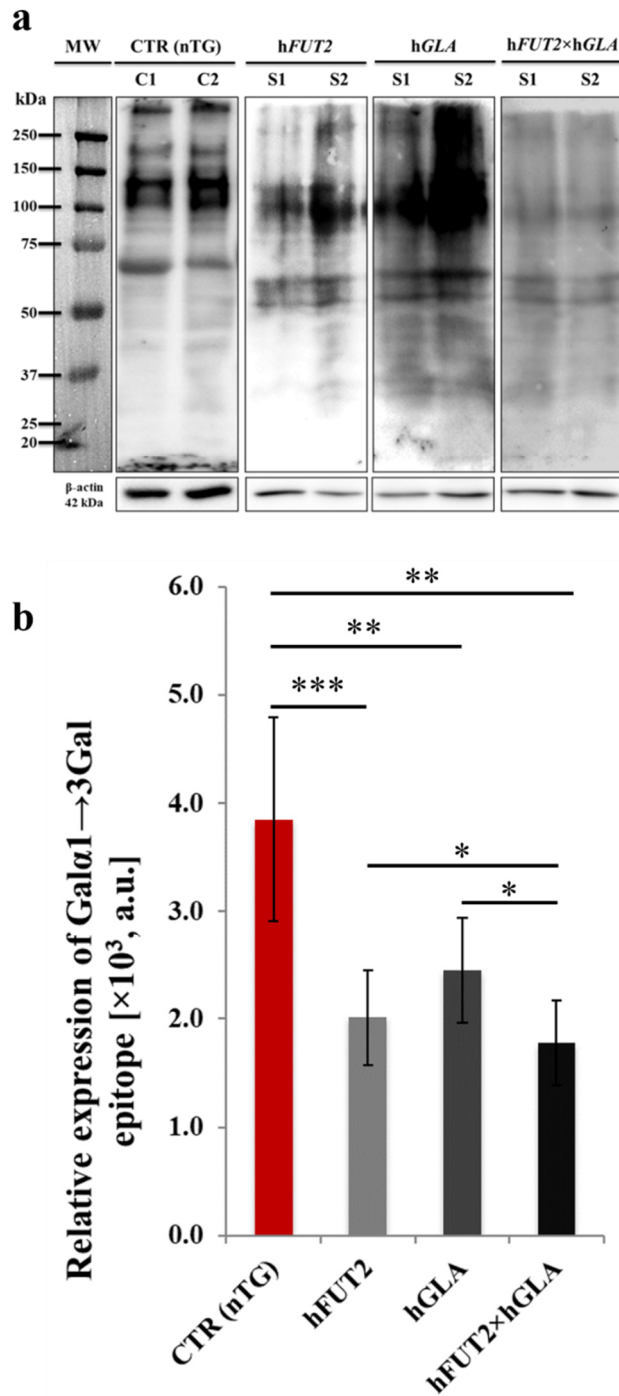 a
MW CTR (nTG) hFUT2 hGLA hFUT2×hGLA
C1 C2 S1 S2 S1 S2 S1 S2
kDa
250
150
100
75
50
37
25
20
β-actin
42 kDa
b
Relative expression of Galα1→3Gal
epitope [×10³, a.u.]
6.0
5.0
4.0
3.0
2.0
1.0
0.0
**
**
***
*
*
CTR (nTG)
hFUT2
hGLA
hFUT2×hGLA